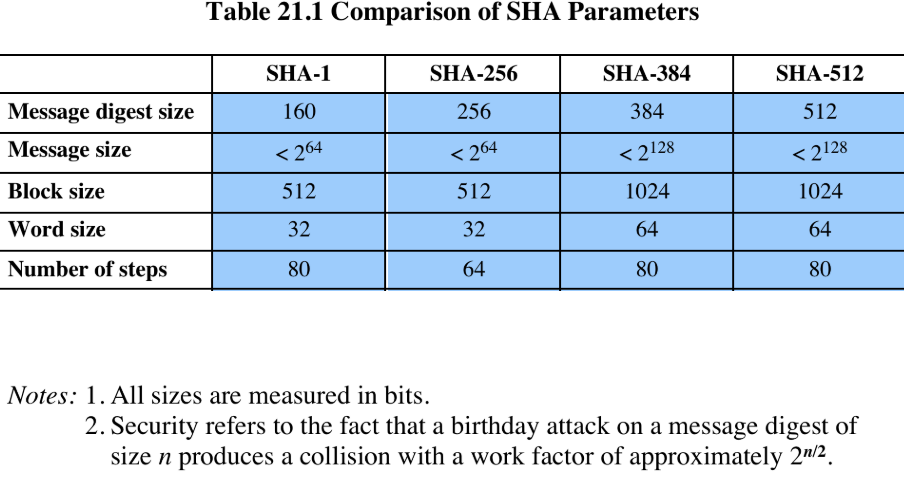 Table 21.1 Comparison of SHA Parameters
SHA-1 SHA-256 SHA-384 SHA-512
Message digest size 160 256 384 512
Message size < 2^64 < 2^64 < 2^128 < 2^128
Block size 512 512 1024 1024
Word size 32 32 64 64
Number of steps 80 64 80 80
Notes: 1. All sizes are measured in bits.
2. Security refers to the fact that a birthday attack on a message digest of
size n produces a collision with a work factor of approximately 2^n/2.